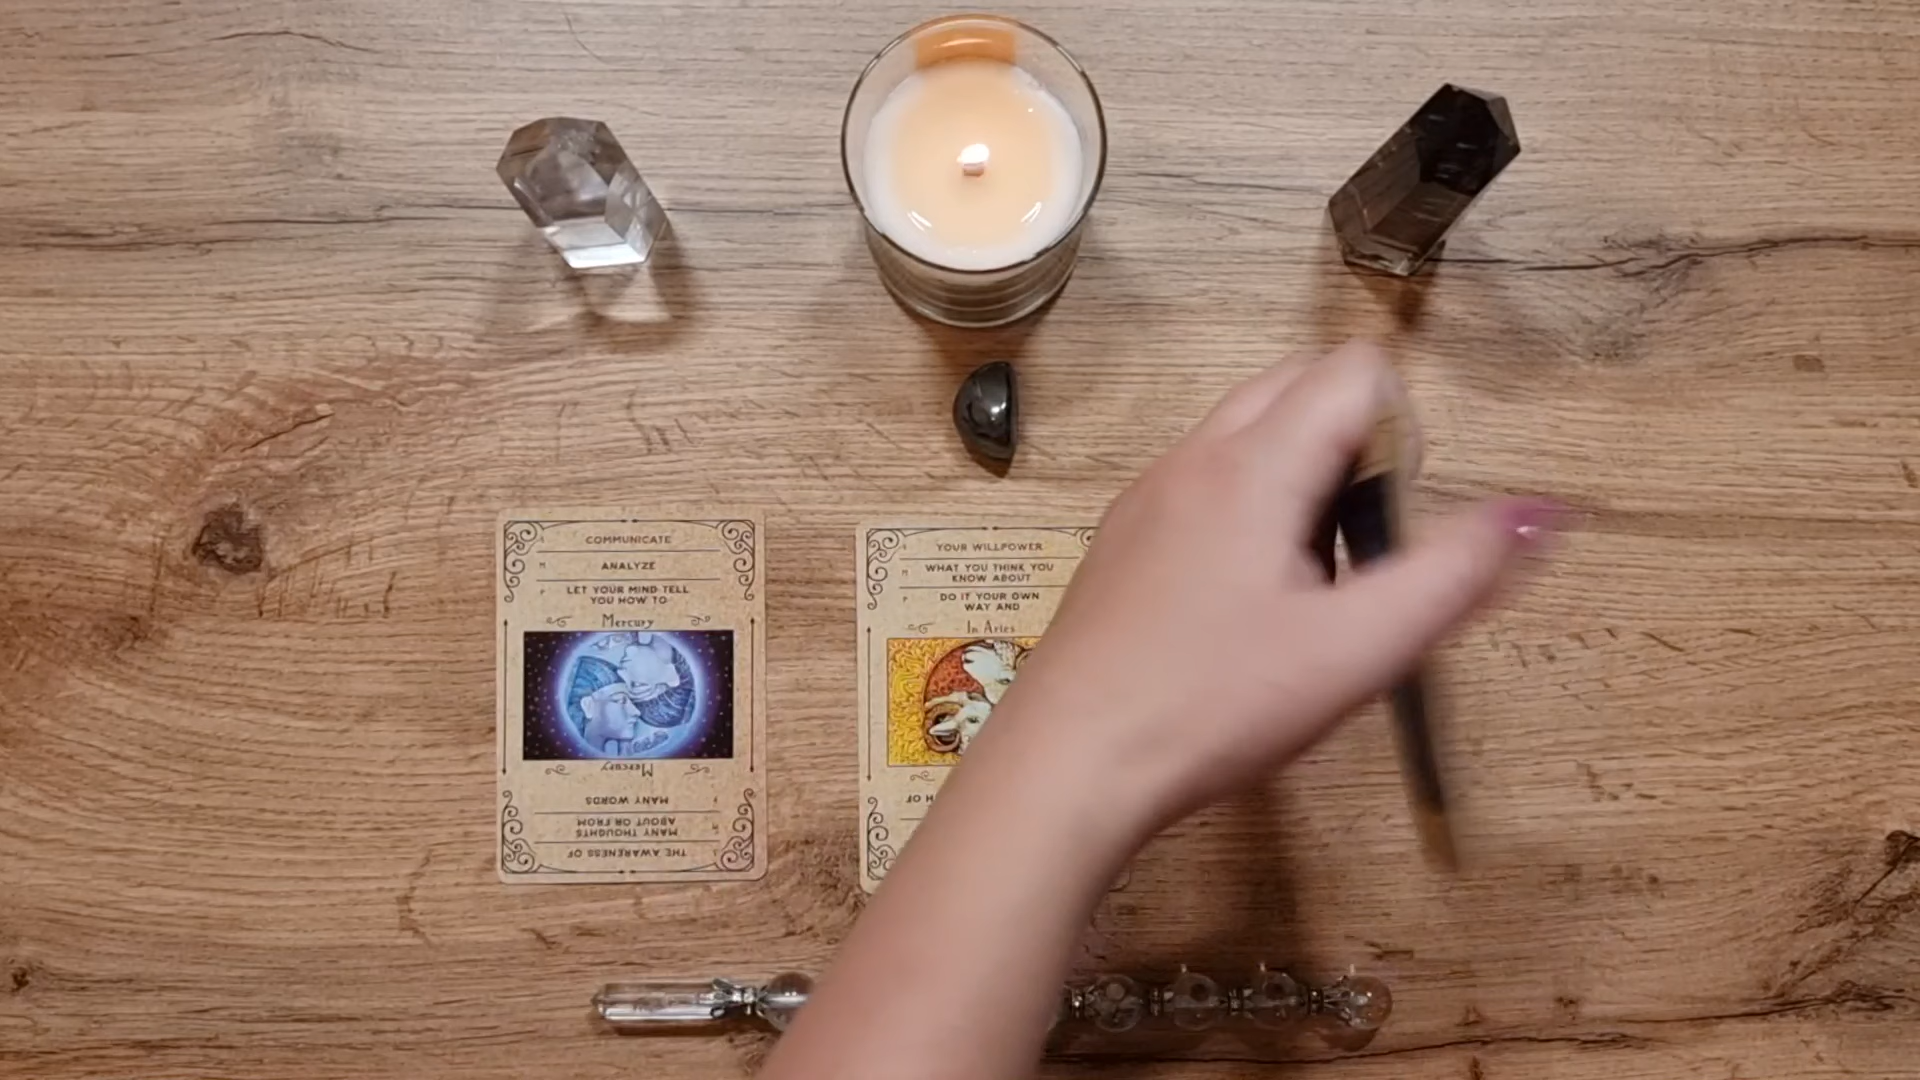 COMMUNICATE
ANALYZE
LET YOUR MIND TELL
YOU HOW TO
Mercury
Mercury
MANY WORDS
MANY THOUGHTS
ABOUT OR FROM
THE AWARENESS OF
YOUR WILLPOWER
WHAT YOU THINK YOU
KNOW ABOUT
DO IT YOUR OWN
WAY AND
In Aries